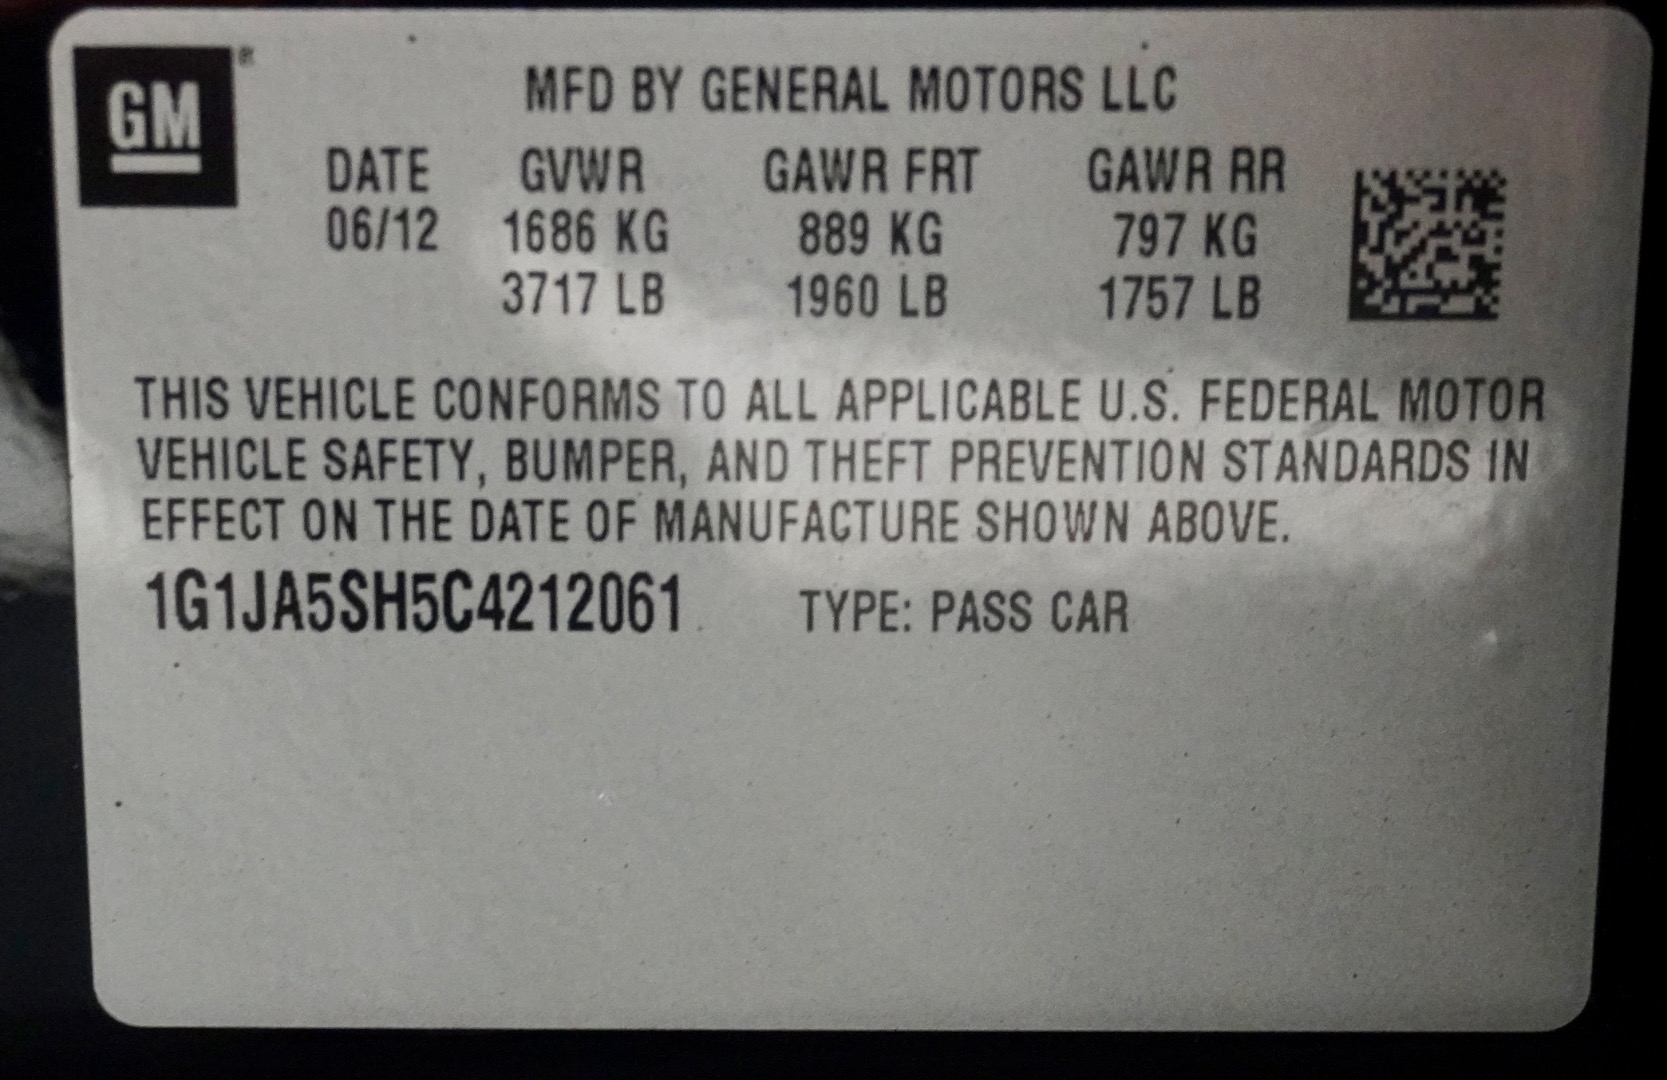 GM®
MFD BY GENERAL MOTORS LLC
DATE GVWR GAWR FRT GAWR RR
06/12 1686 KG 889 KG 797 KG
3717 LB 1960 LB 1757 LB
THIS VEHICLE CONFORMS TO ALL APPLICABLE U.S. FEDERAL MOTOR
VEHICLE SAFETY, BUMPER, AND THEFT PREVENTION STANDARDS IN
EFFECT ON THE DATE OF MANUFACTURE SHOWN ABOVE.
1G1JA5SH5C4212061 TYPE: PASS CAR